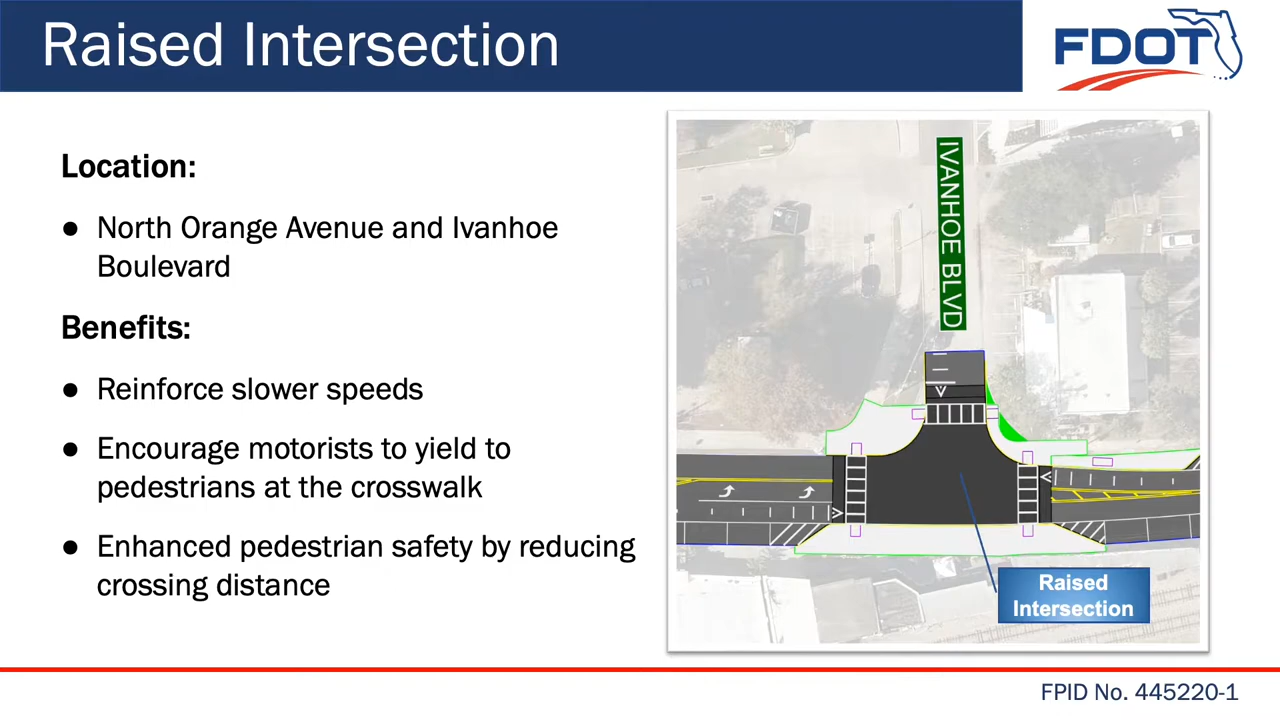 Raised Intersection
FDOT
Location:
● North Orange Avenue and Ivanhoe
Boulevard
Benefits:
● Reinforce slower speeds
● Encourage motorists to yield to
pedestrians at the crosswalk
● Enhanced pedestrian safety by reducing
crossing distance
IVANHOE BLVD
Raised
Intersection
FPID No. 445220-1